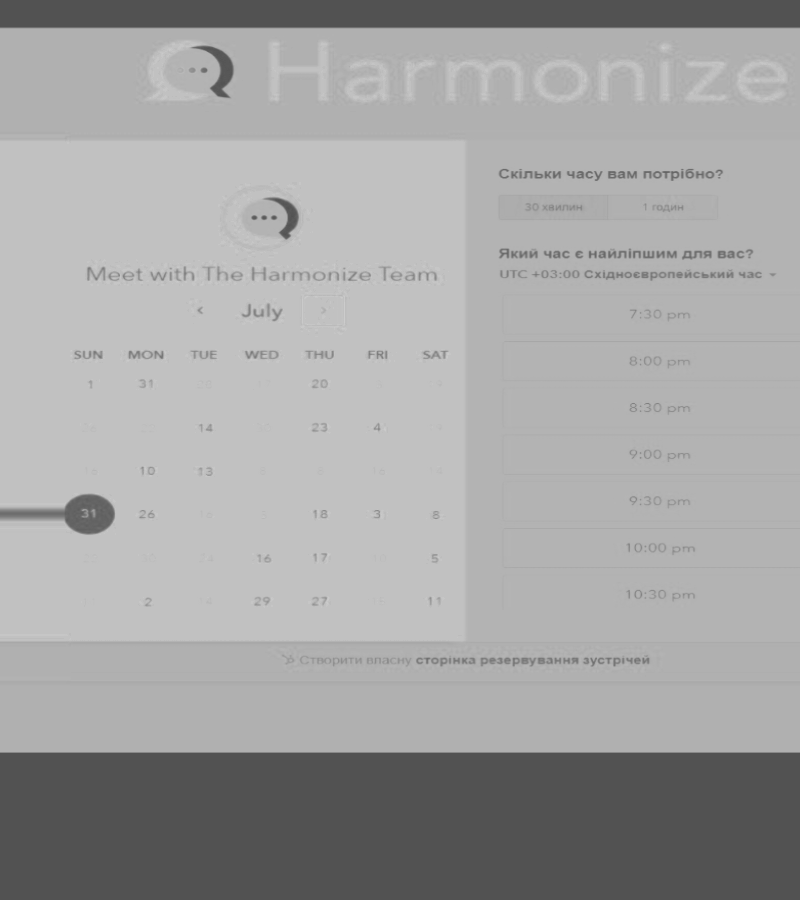 Harmonize
Meet with The Harmonize Team
July
SUN MON TUE WED THU FRI SAT
1 31 20
14 23 4
10 13
31 26 18 3 8
16 17 5
2 29 27 11
Скільки часу вам потрібно?
30 хвилин 1 годин
Який час є найліпшим для вас?
UTC +03:00 Східноєвропейський час
7:30 pm
8:00 pm
8:30 pm
9:00 pm
9:30 pm
10:00 pm
10:30 pm
Створити власну сторінка резервування зустрічей